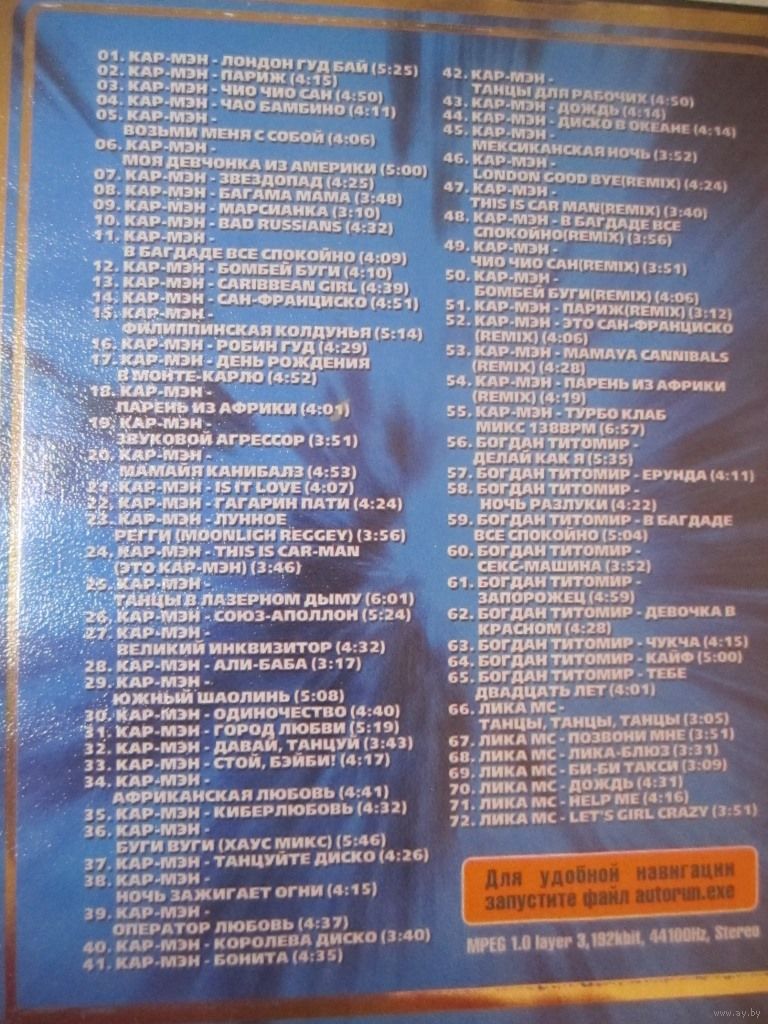 01. КАР-МЭН - ЛОНДОН ГУД БАЙ (5:25)
02. КАР-МЭН - ПАРИЖ (4:15)
03. КАР-МЭН - ЧИО ЧИО САН (4:50)
04. КАР-МЭН - ЧАО БАМБИНО (4:11)
05. КАР-МЭН -
ВОЗЬМИ МЕНЯ С СОБОЙ (4:06)
06. КАР-МЭН -
МОЯ ДЕВЧОНКА ИЗ АМЕРИКИ (5:00)
07. КАР-МЭН - ЗВЕЗДОПАД (4:25)
08. КАР-МЭН - БАГАМА МАМА (3:48)
09. КАР-МЭН - МАРСИАНКА (3:10)
10. КАР-МЭН - BAD RUSSIANS (4:32)
11. КАР-МЭН -
В БАГДАДЕ ВСЕ СПОКОЙНО (4:09)
12. КАР-МЭН - БОМБЕЙ БУГИ (4:10)
13. КАР-МЭН - CARIBBEAN GIRL (4:39)
14. КАР-МЭН - САН-ФРАНЦИСКО (4:51)
15. КАР-МЭН -
ФИЛИППИНСКАЯ КОЛДУНЬЯ (5:14)
16. КАР-МЭН - РОБИН ГУД (4:29)
17. КАР-МЭН - ДЕНЬ РОЖДЕНИЯ
В МОНТЕ-КАРЛО (4:52)
18. КАР-МЭН -
ПАРЕНЬ ИЗ АФРИКИ (4:01)
19. КАР-МЭН -
ЗВУКОВОЙ АГРЕССОР (3:51)
20. КАР-МЭН -
МАМАЙЯ КАНИБАЛЗ (4:53)
21. КАР-МЭН - IS IT LOVE (4:07)
22. КАР-МЭН - ГАГАРИН ПАТИ (4:24)
23. КАР-МЭН - ЛУННОЕ
РЕГГИ (MOONLIGH REGGEY) (3:56)
24. КАР-МЭН - THIS IS CAR-MAN
(ЭТО КАР-МЭН) (3:46)
25. КАР-МЭН -
ТАНЦЫ В ЛАЗЕРНОМ ДЫМУ (6:01)
26. КАР-МЭН - СОЮЗ-АПОЛЛОН (5:24)
27. КАР-МЭН -
ВЕЛИКИЙ ИНКВИЗИТОР (4:32)
28. КАР-МЭН - АЛИ-БАБА (3:17)
29. КАР-МЭН -
ЮЖНЫЙ ШАОЛИНЬ (5:08)
30. КАР-МЭН - ОДИНОЧЕСТВО (4:40)
31. КАР-МЭН - ГОРОД ЛЮБВИ (5:19)
32. КАР-МЭН - ДАВАЙ, ТАНЦУЙ (3:43)
33. КАР-МЭН - СТОЙ, БЭЙБИ! (4:17)
34. КАР-МЭН -
АФРИКАНСКАЯ ЛЮБОВЬ (4:41)
35. КАР-МЭН - КИБЕРЛЮБОВЬ (4:32)
36. КАР-МЭН -
БУГИ ВУГИ (ХАУС МИКС) (5:46)
37. КАР-МЭН - ТАНЦУЙТЕ ДИСКО (4:26)
38. КАР-МЭН -
НОЧЬ ЗАЖИГАЕТ ОГНИ (4:15)
39. КАР-МЭН -
ОПЕРАТОР ЛЮБОВЬ (4:37)
40. КАР-МЭН - КОРОЛЕВА ДИСКО (3:40)
41. КАР-МЭН - БОНИТА (4:35)
42. КАР-МЭН -
ТАНЦЫ ДЛЯ РАБОЧИХ (4:50)
43. КАР-МЭН - ДОЖДЬ (4:14)
44. КАР-МЭН - ДИСКО В ОКЕАНЕ (4:14)
45. КАР-МЭН -
МЕКСИКАНСКАЯ НОЧЬ (3:52)
46. КАР-МЭН -
LONDON GOOD BYE(REMIX) (4:24)
47. КАР-МЭН -
THIS IS CAR MAN(REMIX) (3:40)
48. КАР-МЭН - В БАГДАДЕ ВСЕ
СПОКОЙНО(REMIX) (3:56)
49. КАР-МЭН -
ЧИО ЧИО САН(REMIX) (3:51)
50. КАР-МЭН -
БОМБЕЙ БУГИ(REMIX) (4:06)
51. КАР-МЭН - ПАРИЖ(REMIX) (3:12)
52. КАР-МЭН - ЭТО САН-ФРАНЦИСКО
(REMIX) (4:06)
53. КАР-МЭН - MAMAYA CANNIBALS
(REMIX) (4:28)
54. КАР-МЭН - ПАРЕНЬ ИЗ АФРИКИ
(REMIX) (4:19)
55. КАР-МЭН - ТУРБО КЛАБ
МИКС 138BPM (6:57)
56. БОГДАН ТИТОМИР -
ДЕЛАЙ КАК Я (5:35)
57. БОГДАН ТИТОМИР - ЕРУНДА (4:11)
58. БОГДАН ТИТОМИР -
НОЧЬ РАЗЛУКИ (4:22)
59. БОГДАН ТИТОМИР - В БАГДАДЕ
ВСЕ СПОКОЙНО (5:04)
60. БОГДАН ТИТОМИР -
СЕКС-МАШИНА (3:52)
61. БОГДАН ТИТОМИР -
ЗАПОРОЖЕЦ (4:59)
62. БОГДАН ТИТОМИР - ДЕВОЧКА В
КРАСНОМ (4:28)
63. БОГДАН ТИТОМИР - ЧУКЧА (4:15)
64. БОГДАН ТИТОМИР - КАЙФ (5:00)
65. БОГДАН ТИТОМИР - ТЕБЕ
ДВАДЦАТЬ ЛЕТ (4:01)
66. ЛИКА МС -
ТАНЦЫ, ТАНЦЫ, ТАНЦЫ (3:05)
67. ЛИКА МС - ПОЗВОНИ МНЕ (3:51)
68. ЛИКА МС - ЛИКА-БЛЮЗ (3:31)
69. ЛИКА МС - БИ-БИ ТАКСИ (3:09)
70. ЛИКА МС - ДОЖДЬ (4:31)
71. ЛИКА МС - HELP ME (4:16)
72. ЛИКА МС - LET'S GIRL CRAZY (3:51)
Для удобной навигации
запустите файл autorun.exe
MPEG 1.0 layer 3, 192kbit, 44100Hz, Stereo
www.ay.by